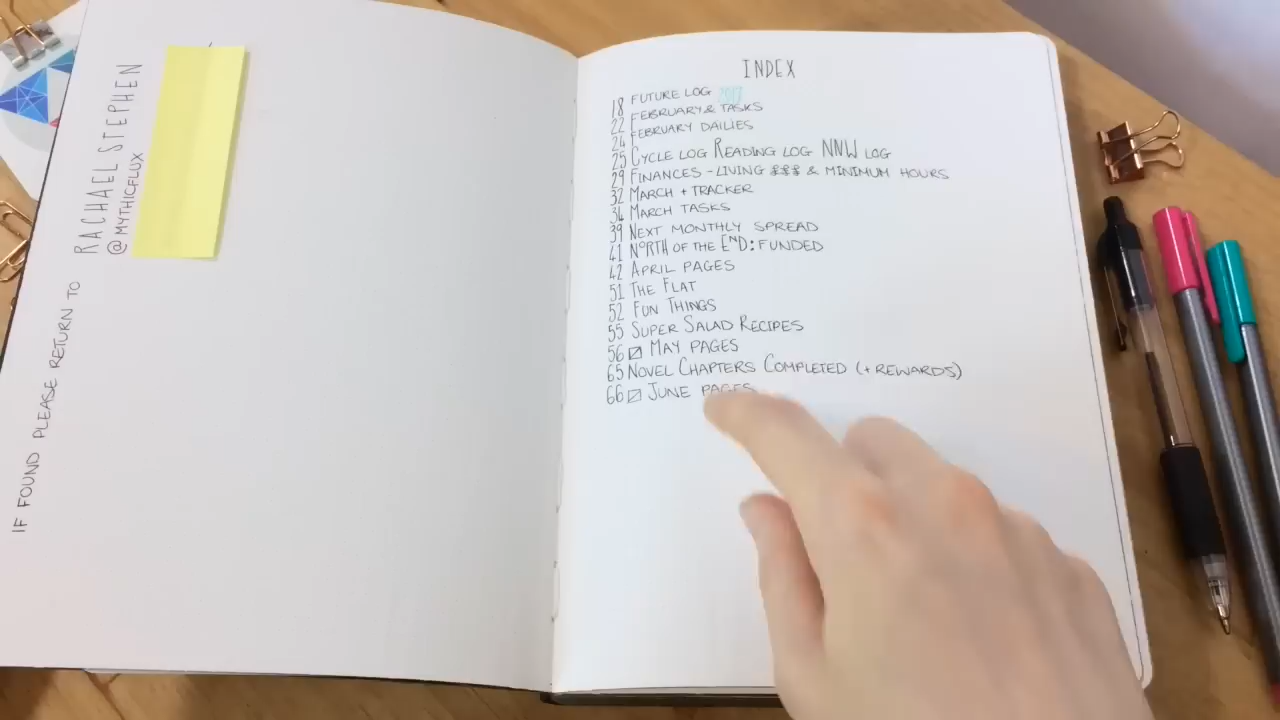 IF FOUND PLEASE RETURN TO
RACHAEL STEPHEN
@MYTHICFLUX
INDEX
18 FUTURE LOG 2017
22 FEBRUARY & TASKS
24 FEBRUARY DAILIES
25 CYCLE LOG READING LOG NNW LOG
29 FINANCES - LIVING £££ & MINIMUM HOURS
32 MARCH + TRACKER
34 MARCH TASKS
39 NEXT MONTHLY SPREAD
41 NORTH OF THE END: FUNDED
42 APRIL PAGES
51 THE FLAT
52 FUN THINGS
55 SUPER SALAD RECIPES
56 MAY PAGES
65 NOVEL CHAPTERS COMPLETED (+ REWARDS)
66 JUNE PAGES